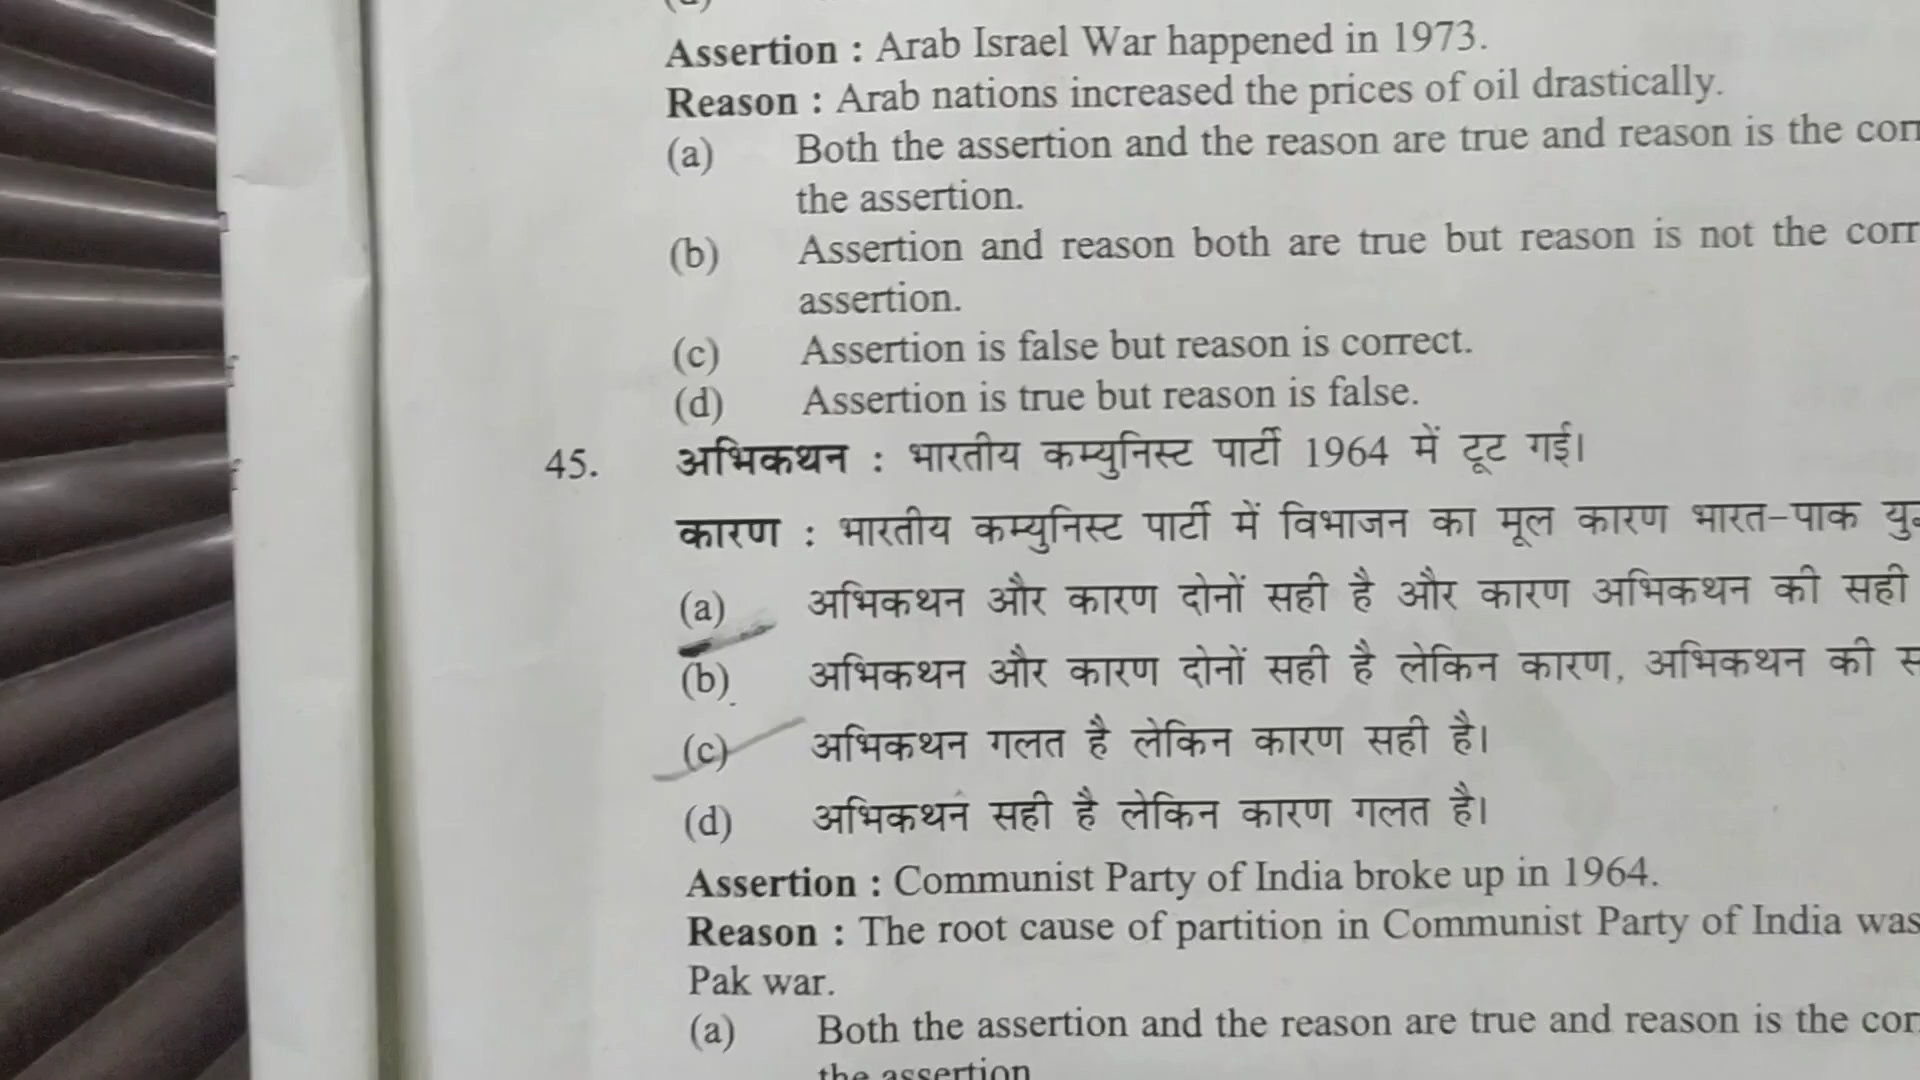 Assertion : Arab Israel War happened in 1973.
Reason : Arab nations increased the prices of oil drastically.
(a) Both the assertion and the reason are true and reason is the
the assertion.
(b) Assertion and reason both are true but reason is not the
assertion.
(c) Assertion is false but reason is correct.
(d) Assertion is true but reason is false.
45. अभिकथन : भारतीय कम्युनिस्ट पार्टी 1964 में टूट गई।
कारण : भारतीय कम्युनिस्ट पार्टी में विभाजन का मूल कारण भारत-पाक
(a) अभिकथन और कारण दोनों सही है और कारण अभिकथन की सही
(b) अभिकथन और कारण दोनों सही है लेकिन कारण, अभिकथन की
(c) अभिकथन गलत है लेकिन कारण सही है।
(d) अभिकथन सही है लेकिन कारण गलत है।
Assertion : Communist Party of India broke up in 1964.
Reason : The root cause of partition in Communist Party of India was
Pak war.
(a) Both the assertion and the reason are true and reason is the
the assertion